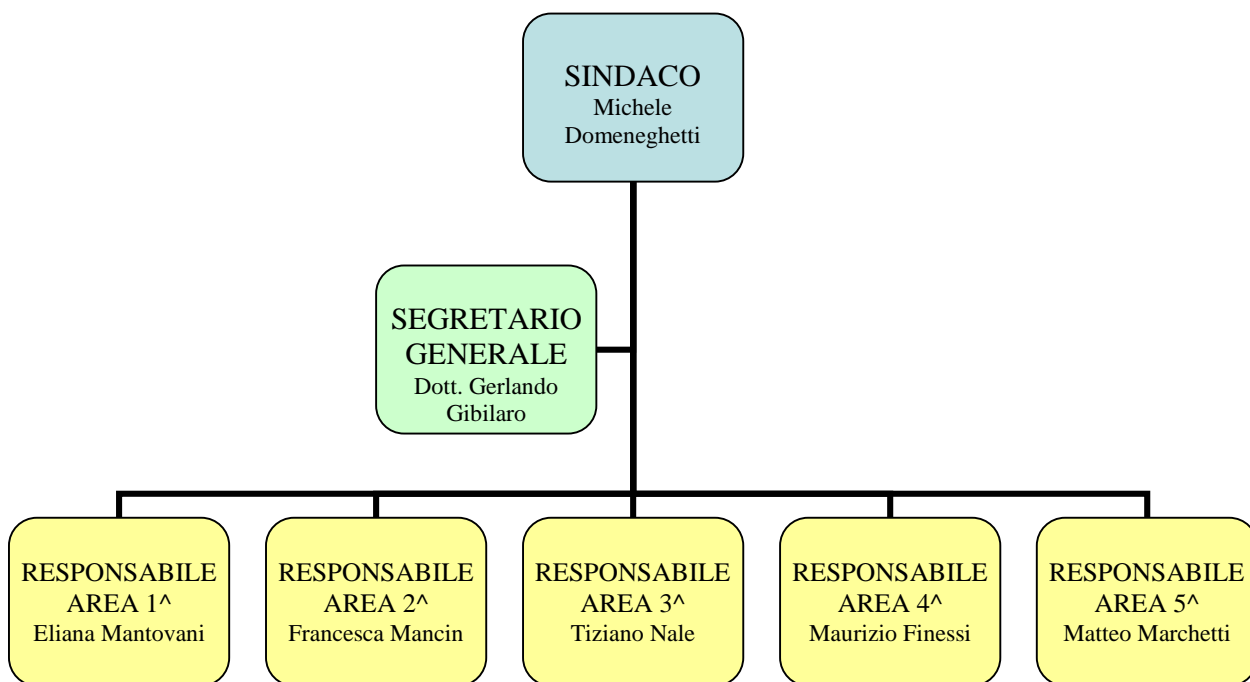 SINDACO
Michele
Domeneghetti
SEGRETARIO
GENERALE
Dott. Gerlando
Gibilaro
RESPONSABILE
AREA 1^
Eliana Mantovani
RESPONSABILE
AREA 2^
Francesca Mancin
RESPONSABILE
AREA 3^
Tiziano Nale
RESPONSABILE
AREA 4^
Maurizio Finessi
RESPONSABILE
AREA 5^
Matteo Marchetti